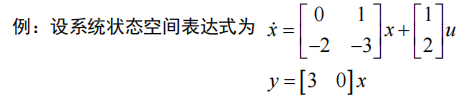 例：设系统状态空间表达式为 ẋ = [0 1; −2 −3] x + [1; 2] u
y = [3 0] x